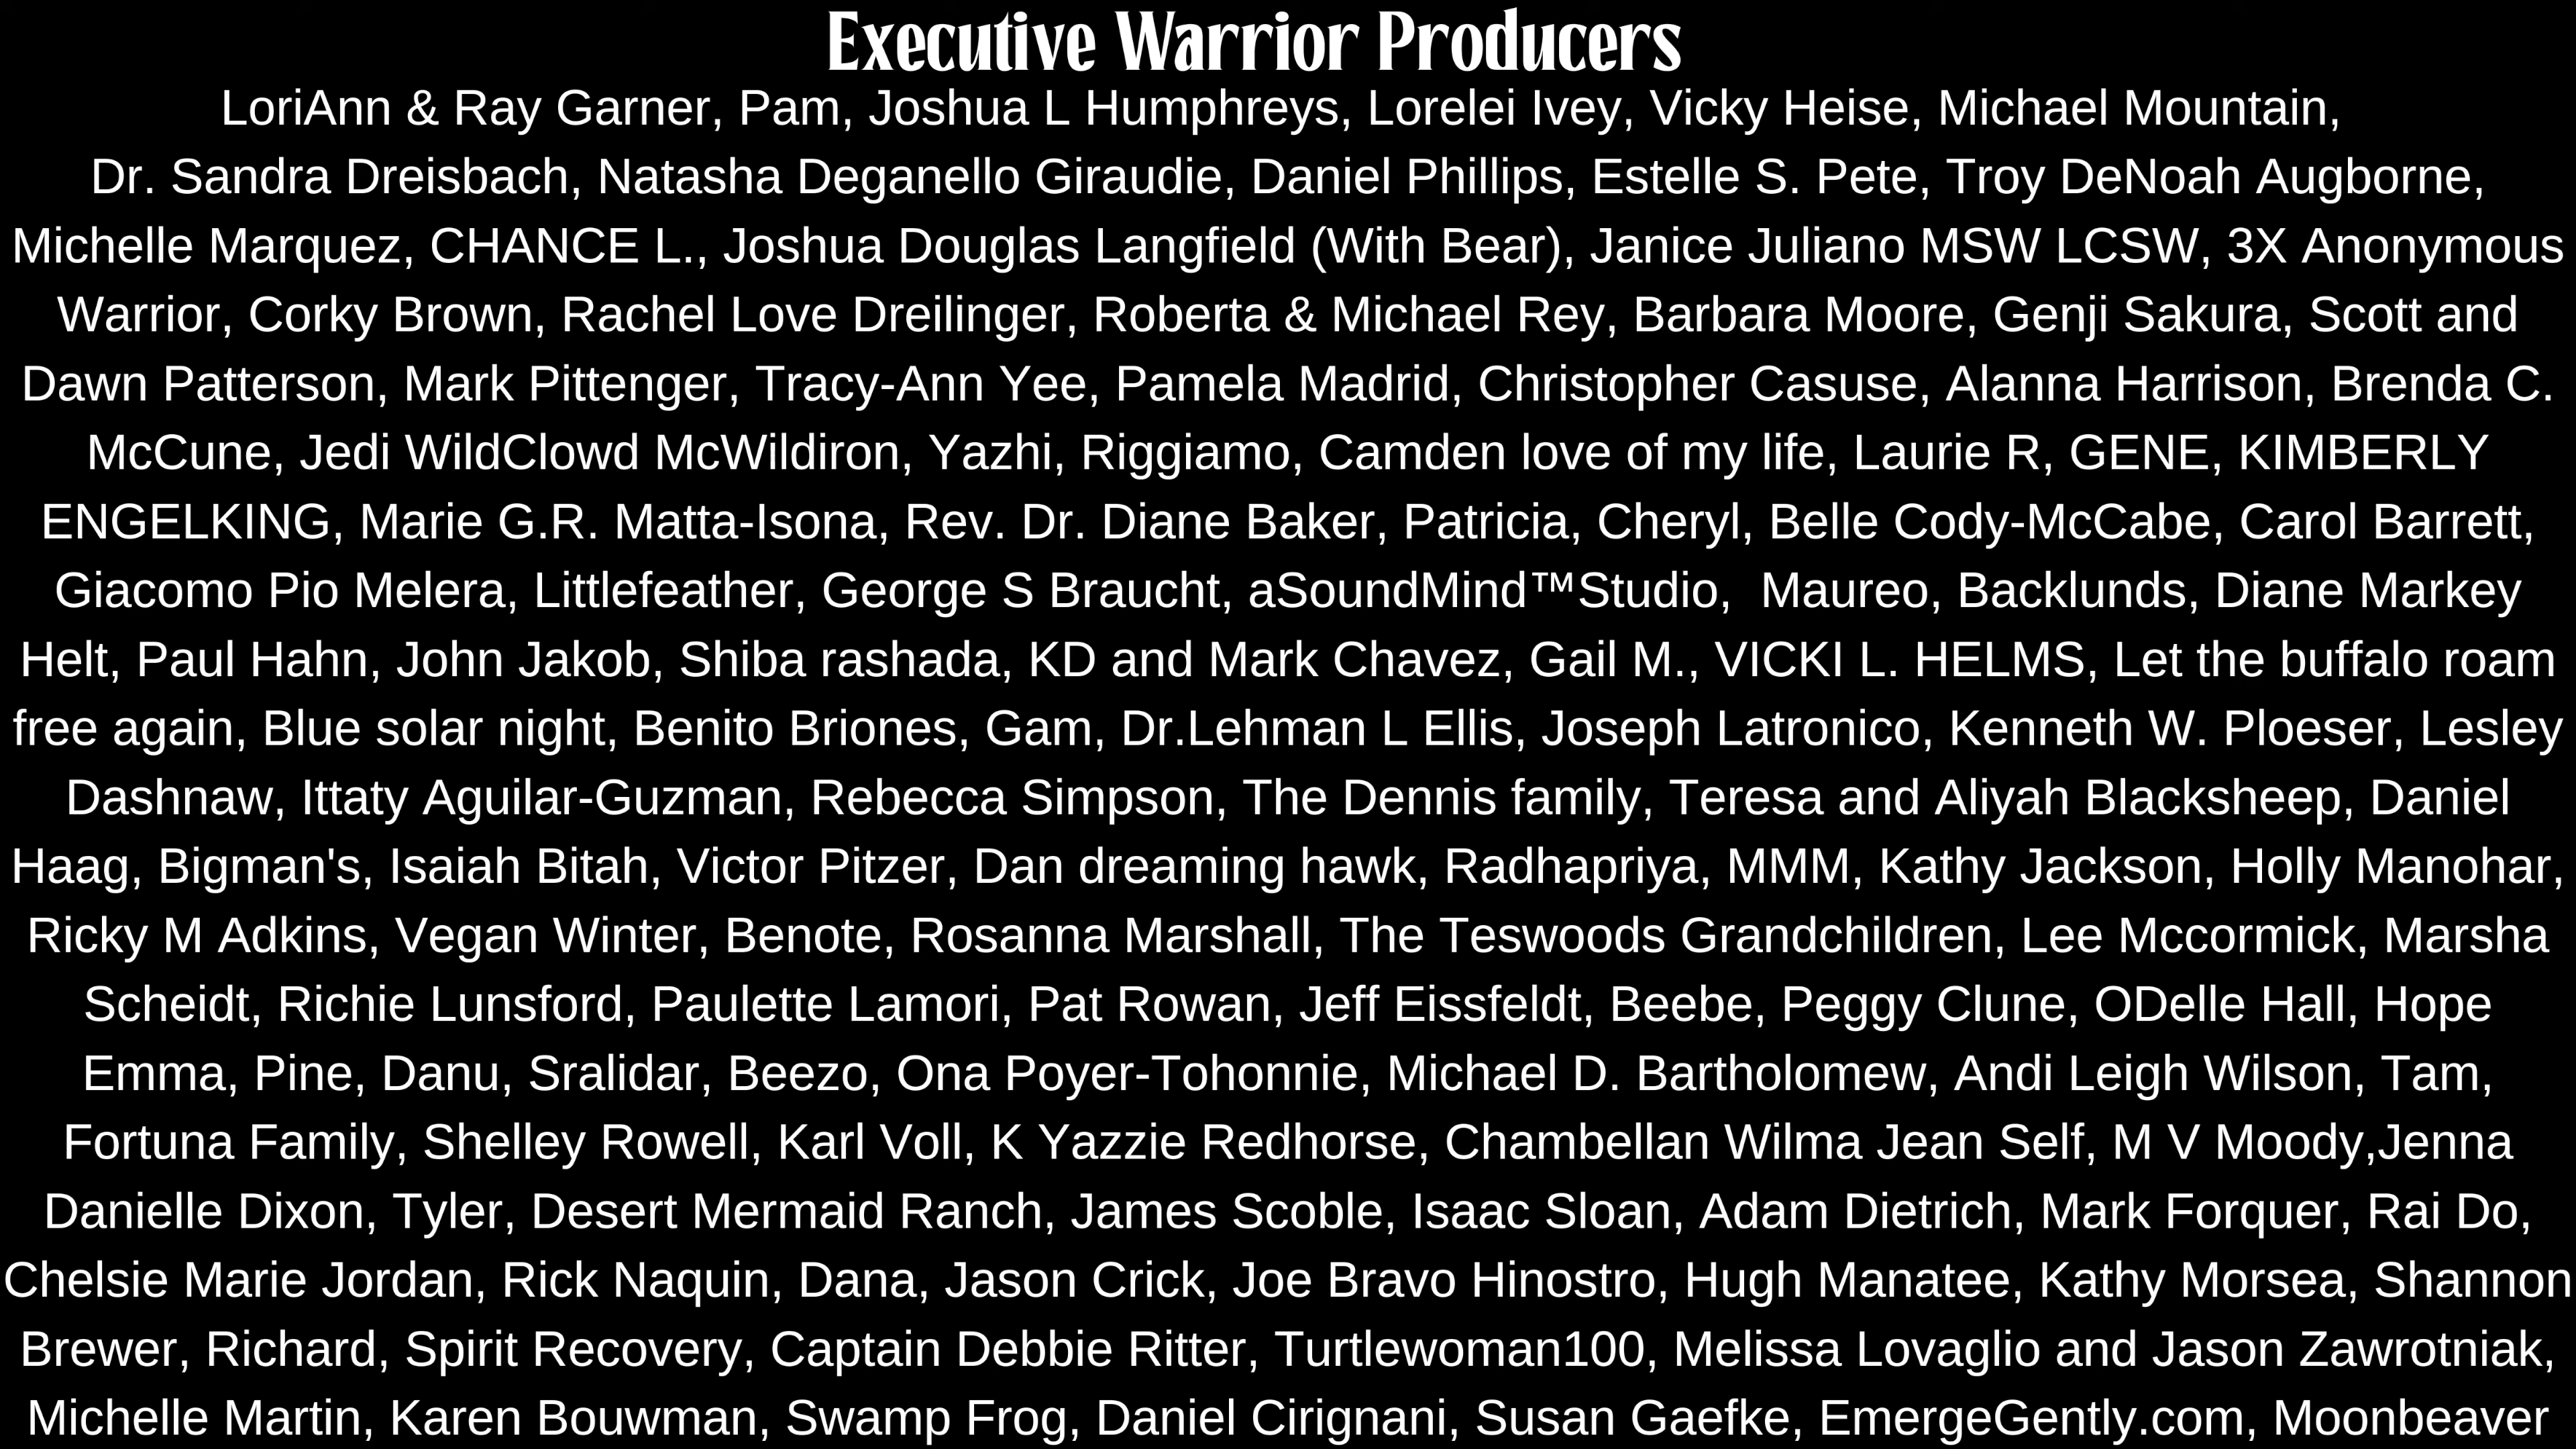 Executive Warrior Producers
LoriAnn & Ray Garner, Pam, Joshua L Humphreys, Lorelei Ivey, Vicky Heise, Michael Mountain,
Dr. Sandra Dreisbach, Natasha Deganello Giraudie, Daniel Phillips, Estelle S. Pete, Troy DeNoah Augborne,
Michelle Marquez, CHANCE L., Joshua Douglas Langfield (With Bear), Janice Juliano MSW LCSW, 3X Anonymous
Warrior, Corky Brown, Rachel Love Dreilinger, Roberta & Michael Rey, Barbara Moore, Genji Sakura, Scott and
Dawn Patterson, Mark Pittenger, Tracy-Ann Yee, Pamela Madrid, Christopher Casuse, Alanna Harrison, Brenda C.
McCune, Jedi WildClowd McWildiron, Yazhi, Riggiamo, Camden love of my life, Laurie R, GENE, KIMBERLY
ENGELKING, Marie G.R. Matta-Isona, Rev. Dr. Diane Baker, Patricia, Cheryl, Belle Cody-McCabe, Carol Barrett,
Giacomo Pio Melera, Littlefeather, George S Braucht, aSoundMind™Studio,  Maureo, Backlunds, Diane Markey
Helt, Paul Hahn, John Jakob, Shiba rashada, KD and Mark Chavez, Gail M., VICKI L. HELMS, Let the buffalo roam
free again, Blue solar night, Benito Briones, Gam, Dr.Lehman L Ellis, Joseph Latronico, Kenneth W. Ploeser, Lesley
Dashnaw, Ittaty Aguilar-Guzman, Rebecca Simpson, The Dennis family, Teresa and Aliyah Blacksheep, Daniel
Haag, Bigman's, Isaiah Bitah, Victor Pitzer, Dan dreaming hawk, Radhapriya, MMM, Kathy Jackson, Holly Manohar,
Ricky M Adkins, Vegan Winter, Benote, Rosanna Marshall, The Teswoods Grandchildren, Lee Mccormick, Marsha
Scheidt, Richie Lunsford, Paulette Lamori, Pat Rowan, Jeff Eissfeldt, Beebe, Peggy Clune, ODelle Hall, Hope
Emma, Pine, Danu, Sralidar, Beezo, Ona Poyer-Tohonnie, Michael D. Bartholomew, Andi Leigh Wilson, Tam,
Fortuna Family, Shelley Rowell, Karl Voll, K Yazzie Redhorse, Chambellan Wilma Jean Self, M V Moody,Jenna
Danielle Dixon, Tyler, Desert Mermaid Ranch, James Scoble, Isaac Sloan, Adam Dietrich, Mark Forquer, Rai Do,
Chelsie Marie Jordan, Rick Naquin, Dana, Jason Crick, Joe Bravo Hinostro, Hugh Manatee, Kathy Morsea, Shannon
Brewer, Richard, Spirit Recovery, Captain Debbie Ritter, Turtlewoman100, Melissa Lovaglio and Jason Zawrotniak,
Michelle Martin, Karen Bouwman, Swamp Frog, Daniel Cirignani, Susan Gaefke, EmergeGently.com, Moonbeaver